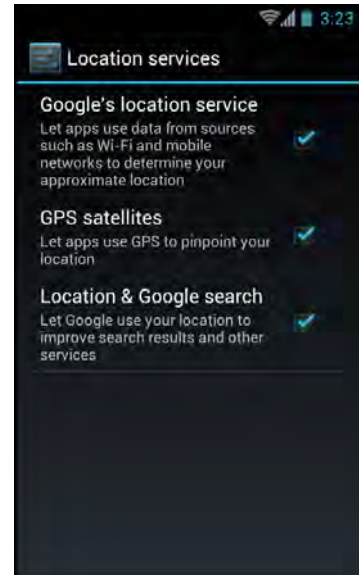 3:23
Location services
Google's location service
Let apps use data from sources
such as Wi-Fi and mobile
networks to determine your
approximate location
GPS satellites
Let apps use GPS to pinpoint your
location
Location & Google search
Let Google use your location to
improve search results and other
services